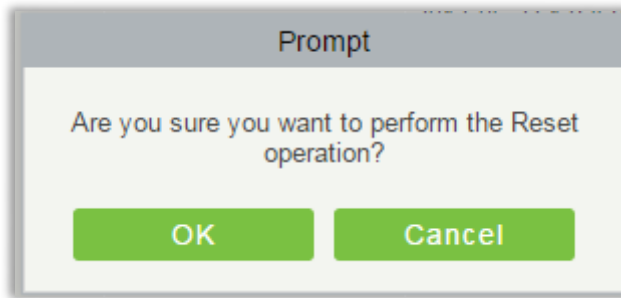 Prompt
Are you sure you want to perform the Reset
operation?
OK Cancel